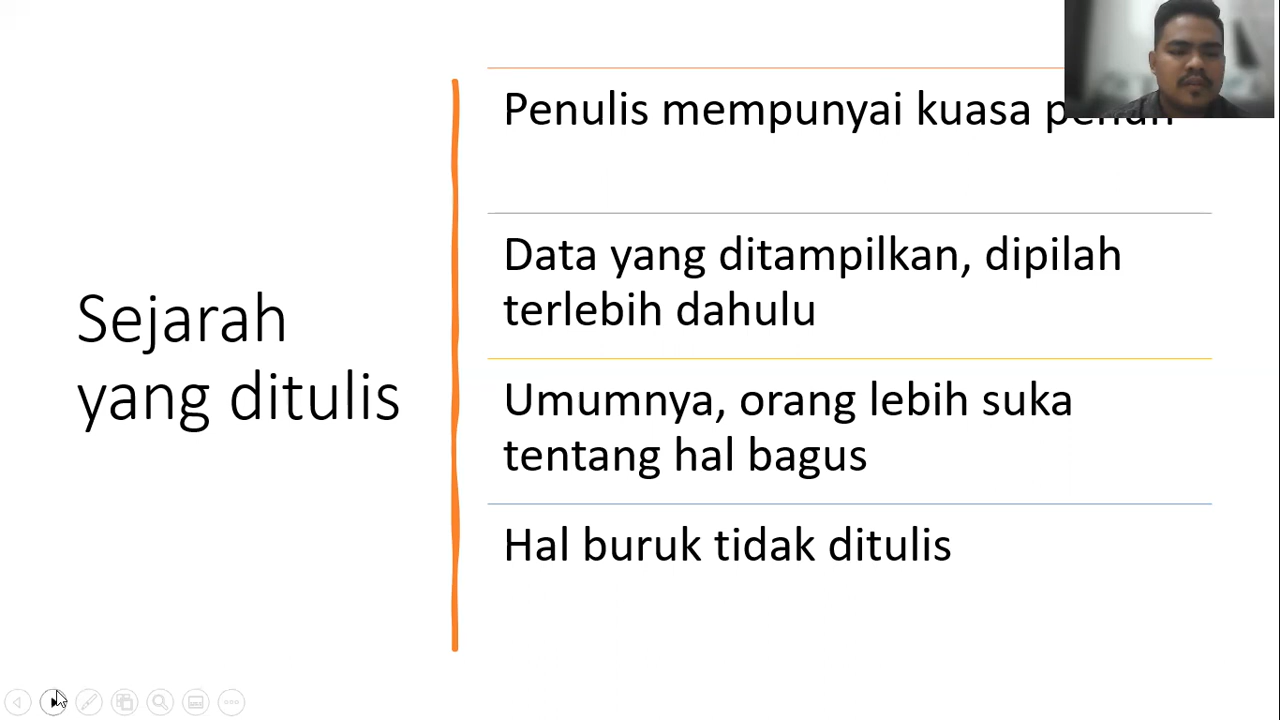 Sejarah
yang ditulis
Penulis mempunyai kuasa
Data yang ditampilkan, dipilah
terlebih dahulu
Umumnya, orang lebih suka
tentang hal bagus
Hal buruk tidak ditulis